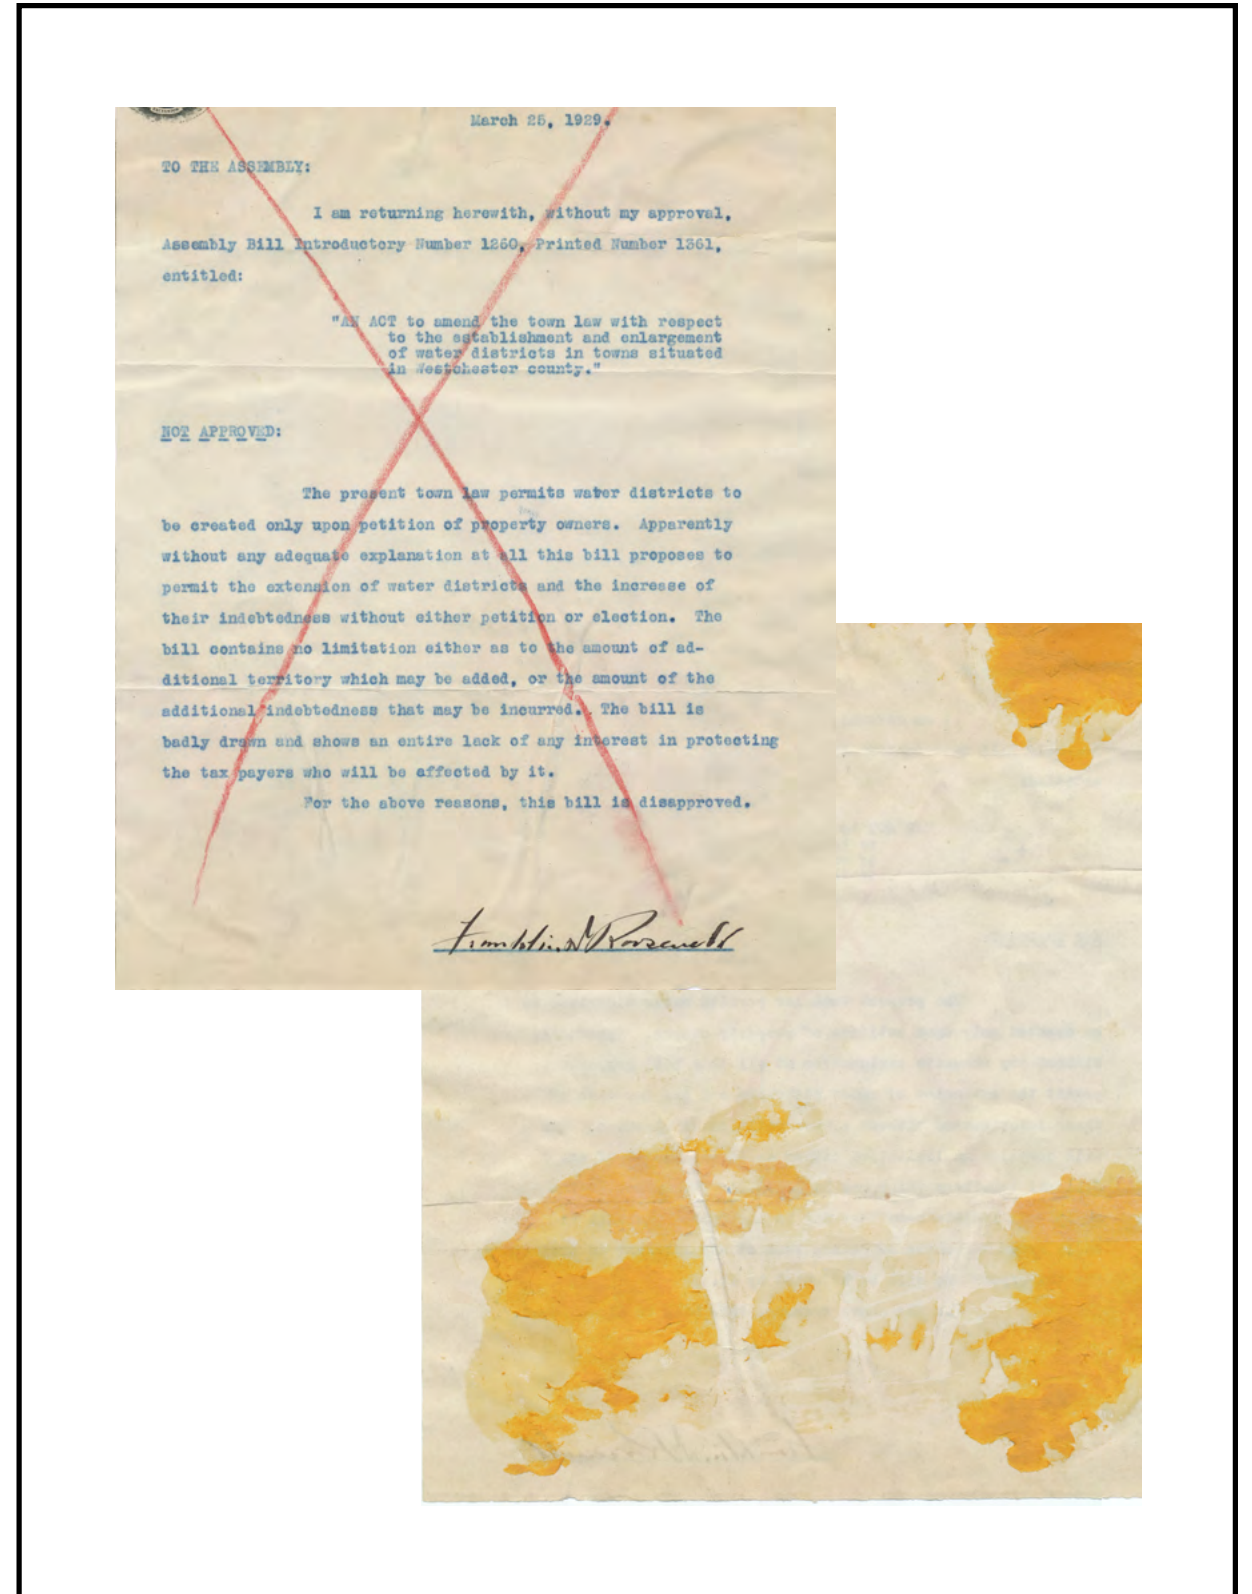 March 25, 1929.
TO THE ASSEMBLY:
I am returning herewith, without my approval,
Assembly Bill Introductory Number 1260, Printed Number 1361,
entitled:
"AN ACT to amend the town law with respect
to the establishment and enlargement
of water districts in towns situated
in Westchester county."
NOT APPROVED:
The present town law permits water districts to
be created only upon petition of property owners. Apparently
without any adequate explanation at all this bill proposes to
permit the extension of water districts and the increase of
their indebtedness without either petition or election. The
bill contains no limitation either as to the amount of ad-
ditional territory which may be added, or the amount of the
additional indebtedness that may be incurred. The bill is
badly drawn and shows an entire lack of any interest in protecting
the tax payers who will be affected by it.
For the above reasons, this bill is disapproved.
Franklin D Roosevelt